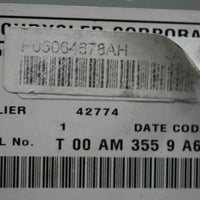 CHRYSLER CORPORA
P05064678AH
LIER 42774
1 DATE COD
L No. T 00 AM 355 9 A6